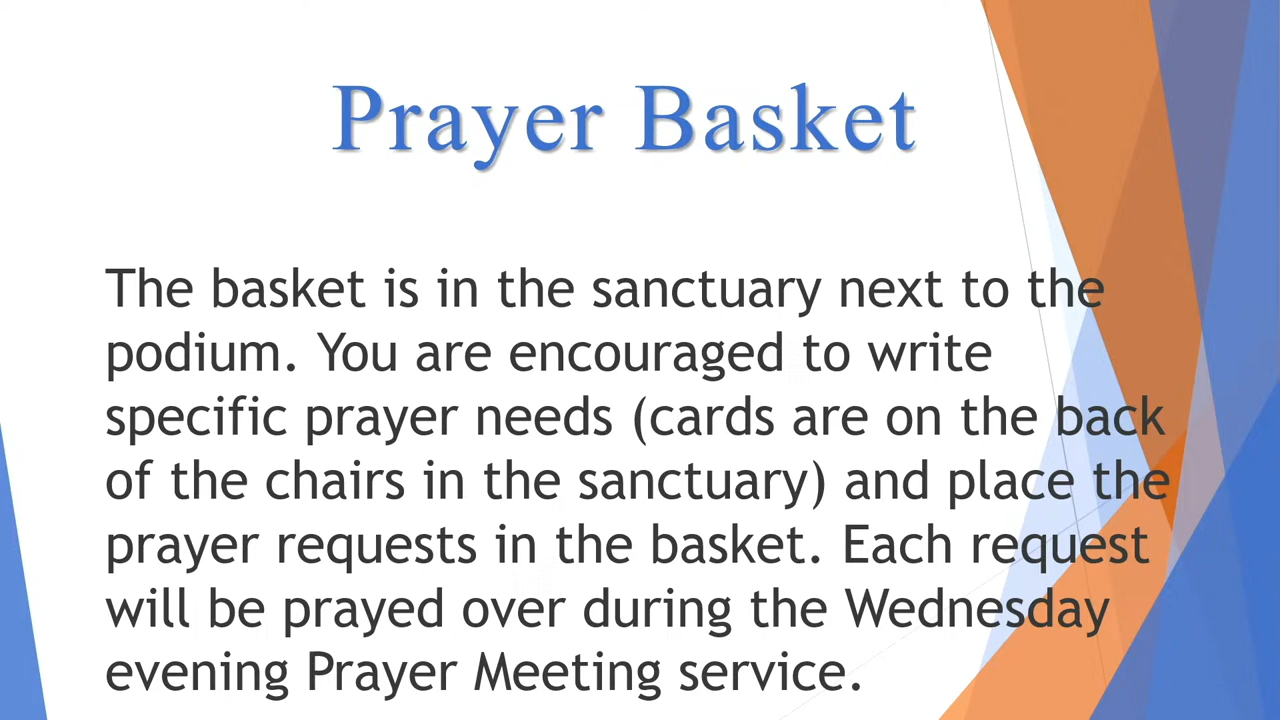 Prayer Basket
The basket is in the sanctuary next to the
podium. You are encouraged to write
specific prayer needs (cards are on the back
of the chairs in the sanctuary) and place the
prayer requests in the basket. Each request
will be prayed over during the Wednesday
evening Prayer Meeting service.